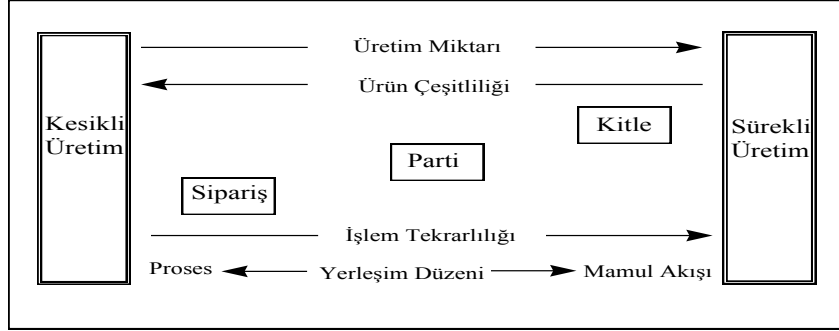 Üretim Miktarı
Ürün Çeşitliliği
Kesikli
Üretim
Kitle
Sürekli
Üretim
Parti
Sipariş
İşlem Tekrarlılığı
Proses
Yerleşim Düzeni
Mamul Akışı